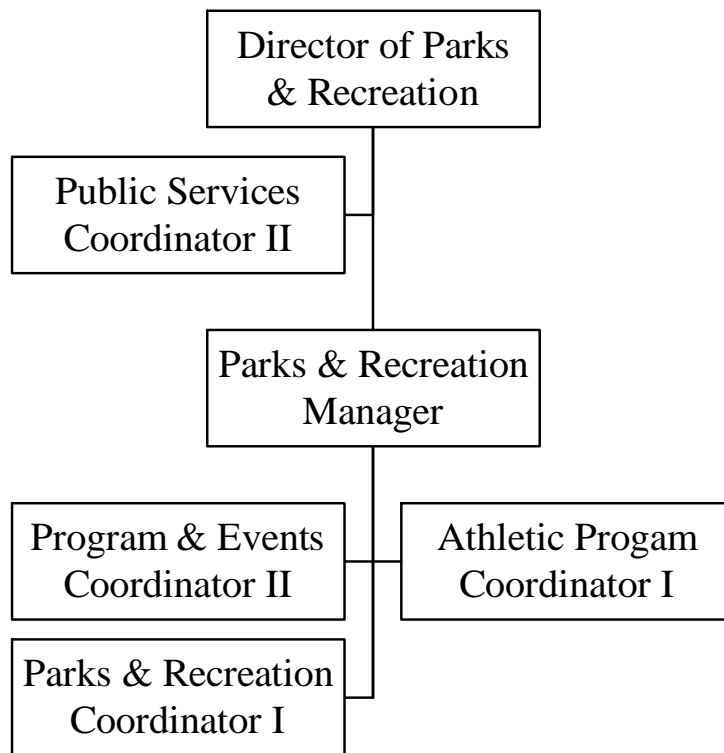 Director of Parks
& Recreation
Public Services
Coordinator II
Parks & Recreation
Manager
Program & Events
Coordinator II
Athletic Progam
Coordinator I
Parks & Recreation
Coordinator I